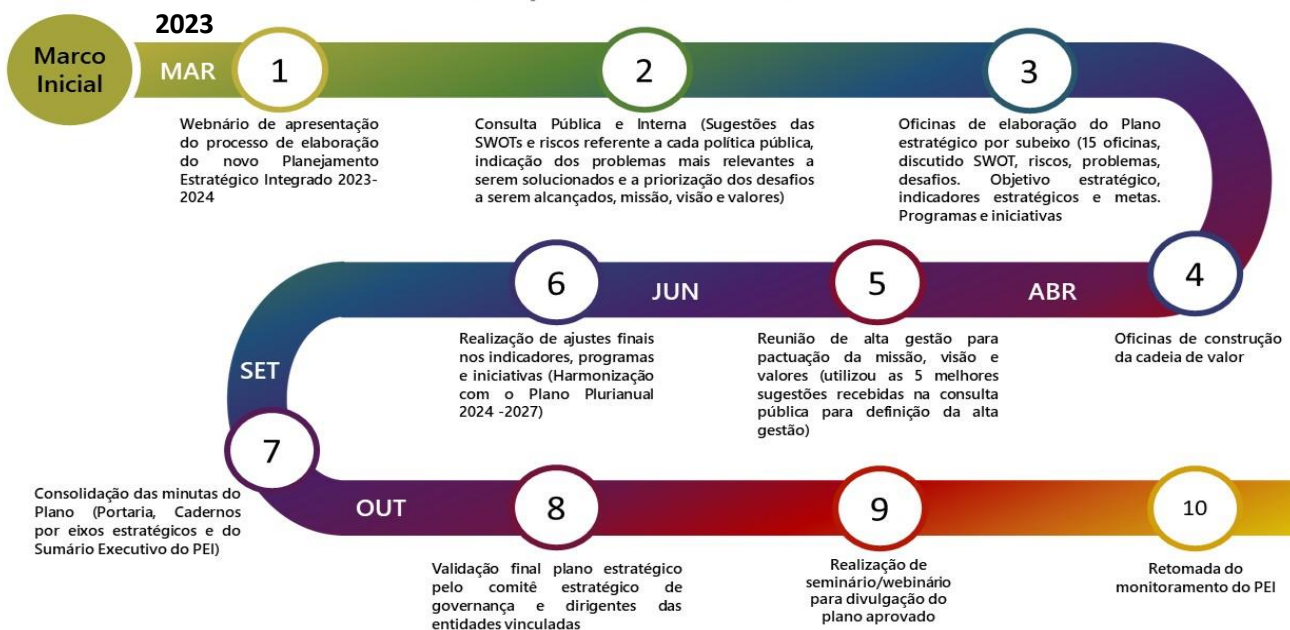 2023
Marco
Inicial
MAR
1
2
3
Webnário de apresentação
do processo de elaboração
do novo Planejamento
Estratégico Integrado 2023-
2024
Consulta Pública e Interna (Sugestões das
SWOTs e riscos referente a cada política pública,
indicação dos problemas mais relevantes a
serem solucionados e a priorização dos desafios
a serem alcançados, missão, visão e valores)
Oficinas de elaboração do Plano
estratégico por subeixo (15 oficinas,
discutido SWOT, riscos, problemas,
desafios. Objetivo estratégico,
indicadores estratégicos e metas.
Programas e iniciativas
4
ABR
5
JUN
6
Oficinas de construção
da cadeia de valor
Reunião de alta gestão para
pactuação da missão, visão e
valores (utilizou as 5 melhores
sugestões recebidas na consulta
pública para definição da alta
gestão)
Realização de ajustes finais
nos indicadores, programas
e iniciativas (Harmonização
com o Plano Plurianual
2024 -2027)
SET
7
Consolidação das minutas do
Plano (Portaria, Cadernos
por eixos estratégicos e do
Sumário Executivo do PEI)
OUT
8
9
10
Validação final plano estratégico
pelo comitê estratégico de
governança e dirigentes das
entidades vinculadas
Realização de
seminário/webinário
para divulgação do
plano aprovado
Retomada do
monitoramento do PEI